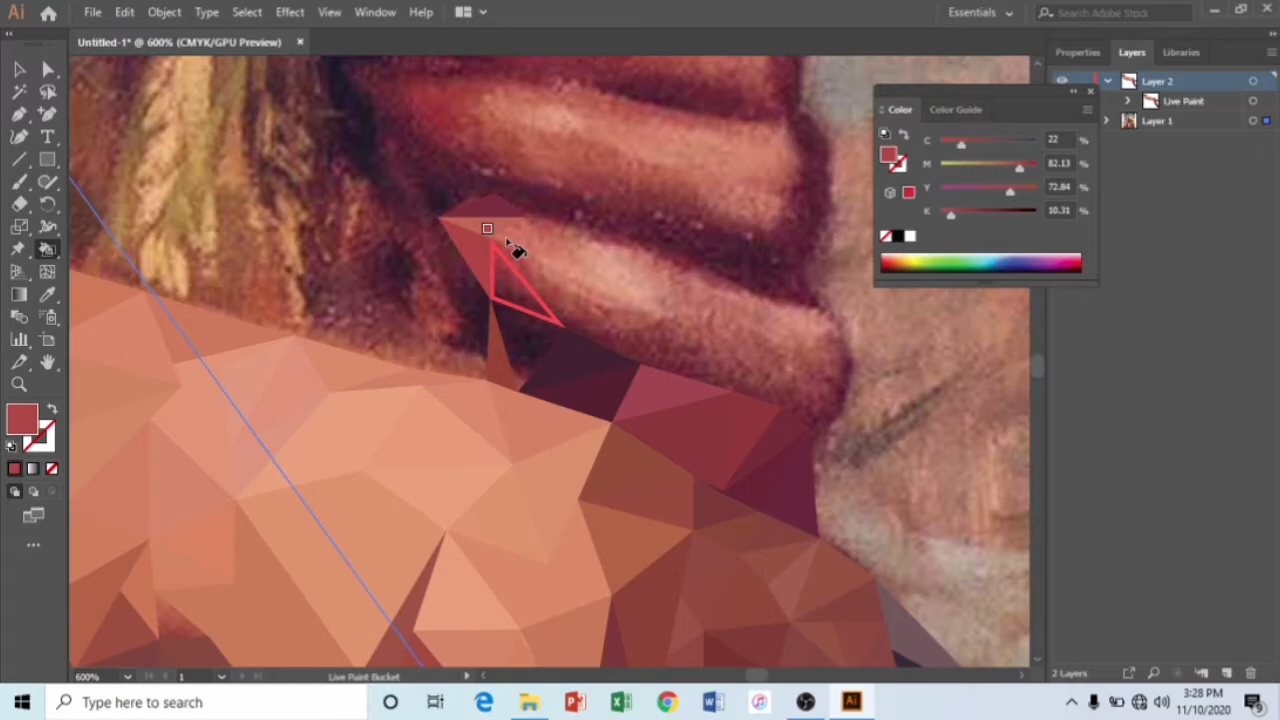 Ai File Edit Object Type Select Effect View Window Help Essentials Search Adobe Stock
Untitled-1* @ 600% (CMYK/GPU Preview)
Properties Layers Libraries
Layer 2
Live Paint
Layer 1
Color Color Guide
C 22 %
M 82.13 %
Y 72.84 %
K 10.31 %
600% 1 Live Paint Bucket 2 Layers
Type here to search
3:28 PM
11/10/2020